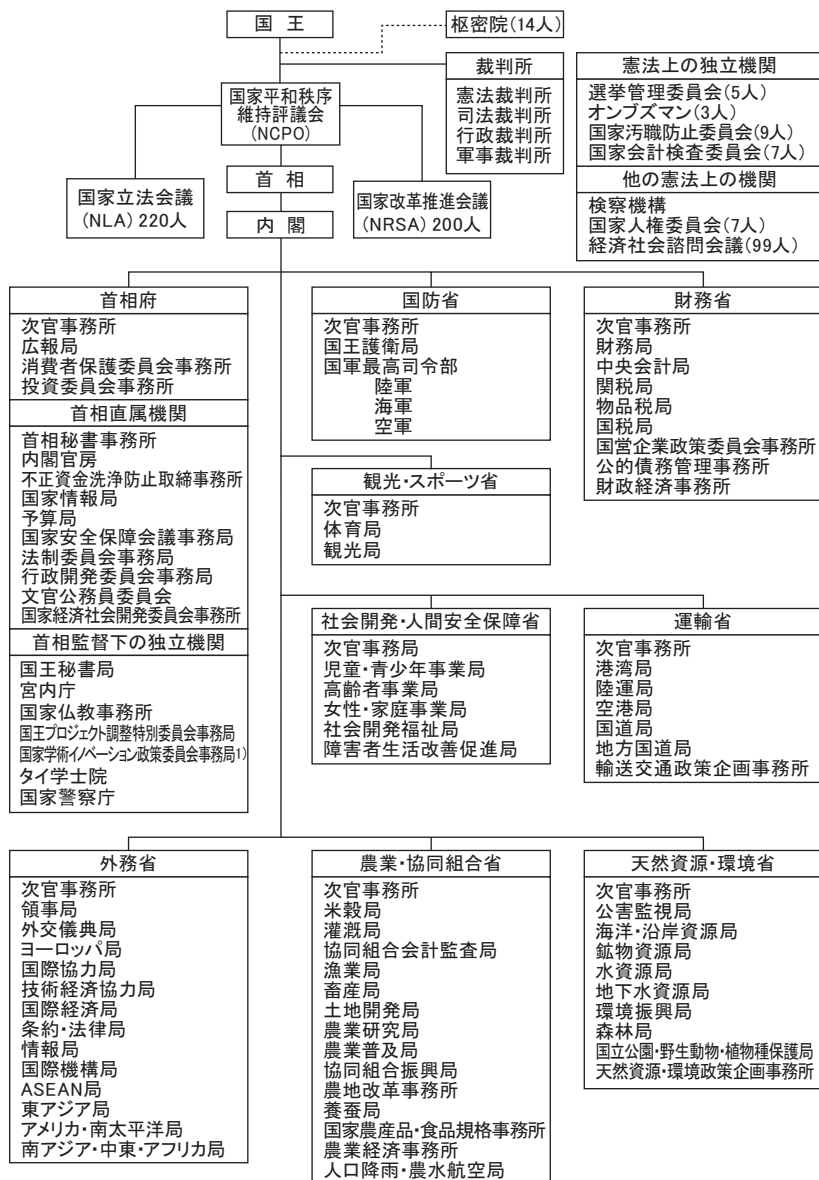 国 王
枢密院(14人)
国家平和秩序
維持評議会
(NCPO)
裁判所
憲法裁判所
司法裁判所
行政裁判所
軍事裁判所
憲法上の独立機関
選挙管理委員会(5人)
オンブズマン(3人)
国家汚職防止委員会(9人)
国家会計検査委員会(7人)
他の憲法上の機関
検察機構
国家人権委員会(7人)
経済社会諮問会議(99人)
国家立法会議
(NLA) 220人
首 相
国家改革推進会議
(NRSA) 200人
内 閣
首相府
次官事務所
広報局
消費者保護委員会事務所
投資委員会事務所
首相直属機関
首相秘書事務所
内閣官房
不正資金洗浄防止取締事務所
国家情報局
予算局
国家安全保障会議事務局
法制委員会事務局
行政開発委員会事務局
文官公務員委員会
国家経済社会開発委員会事務所
首相監督下の独立機関
国王秘書局
宮内庁
国家仏教事務所
国王プロジェクト調整特別委員会事務局
国家学術イノベーション政策委員会事務局1)
タイ学士院
国家警察庁
国防省
次官事務所
国王護衛局
国軍最高司令部
陸軍
海軍
空軍
財務省
次官事務所
財務局
中央会計局
関税局
物品税局
国税局
国営企業政策委員会事務所
公的債務管理事務所
財政経済事務所
観光・スポーツ省
次官事務所
体育局
観光局
社会開発・人間安全保障省
次官事務局
児童・青少年事業局
高齢者事業局
女性・家庭事業局
社会開発福祉局
障害者生活改善促進局
運輸省
次官事務所
港湾局
陸運局
空港局
国道局
地方国道局
輸送交通政策企画事務所
外務省
次官事務所
領事局
外交儀典局
ヨーロッパ局
国際協力局
技術経済協力局
国際経済局
条約・法律局
情報局
国際機構局
ASEAN局
東アジア局
アメリカ・南太平洋局
南アジア・中東・アフリカ局
農業・協同組合省
次官事務所
米穀局
灌漑局
協同組合会計監査局
漁業局
畜産局
土地開発局
農業研究局
農業普及局
協同組合振興局
農地改革事務所
養蚕局
国家農産品・食品規格事務所
農業経済事務所
人口降雨・農水航空局
天然資源・環境省
次官事務所
公害監視局
海洋・沿岸資源局
鉱物資源局
水資源局
地下水資源局
環境振興局
森林局
国立公園・野生動物・植物種保護局
天然資源・環境政策企画事務所